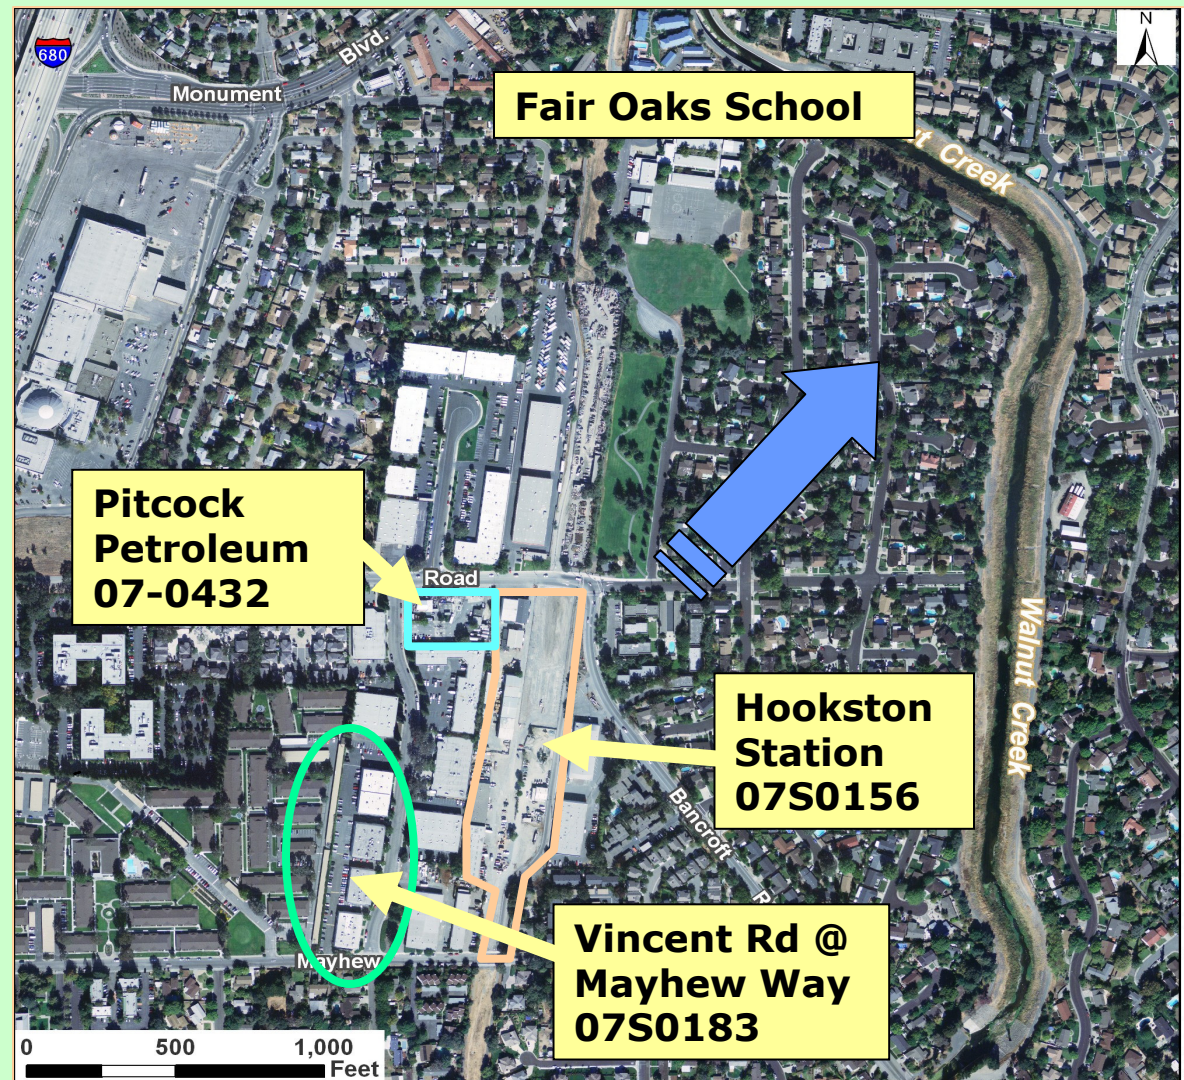 N
680
Blvd.
Monument
Fair Oaks School
Creek
Pitcock
Petroleum
07-0432
Road
Walnut Creek
Hookston
Station
07S0156
Bancroft
Vincent Rd @
Mayhew Way
07S0183
Mayhew
0 500 1,000
Feet